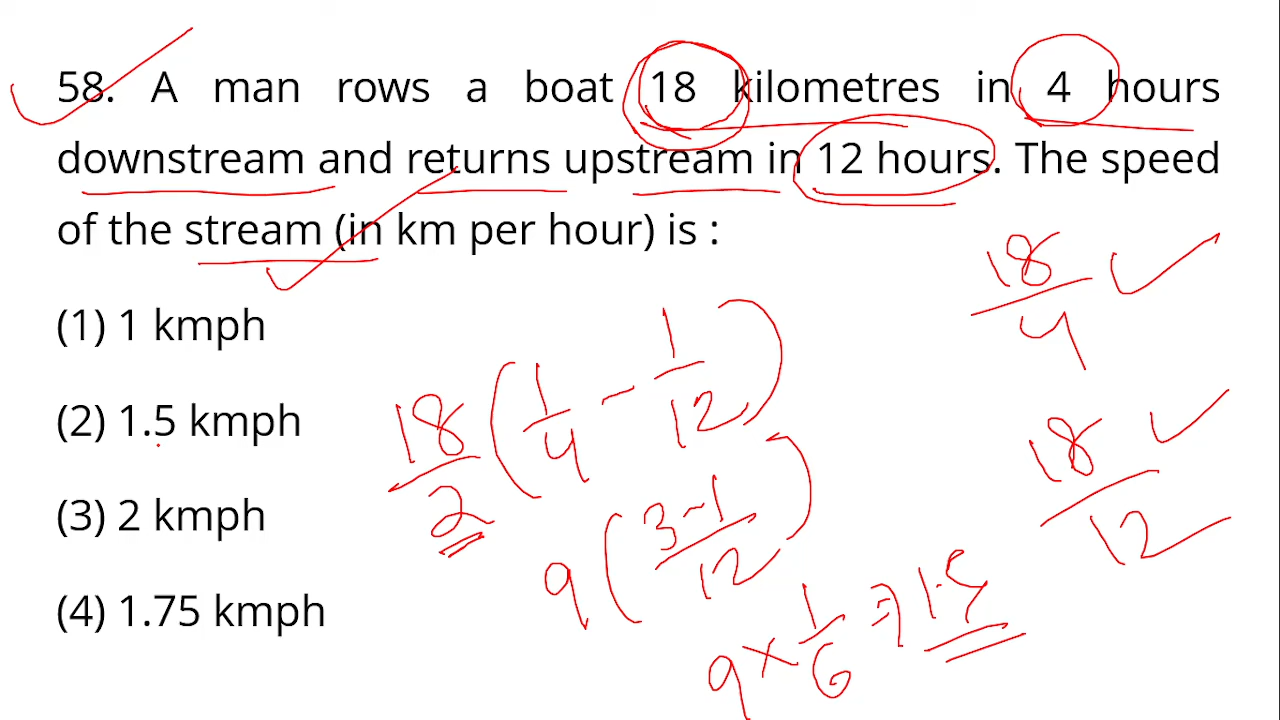 58. A man rows a boat 18 kilometres in 4 hours
downstream and returns upstream in 12 hours. The speed
of the stream (in km per hour) is :
(1) 1 kmph
(2) 1.5 kmph
(3) 2 kmph
(4) 1.75 kmph
18/4
18/12
18/2 (1/4 - 1/12)
9 (3-1/12)
9 × 1/6 ⇒ 1.5